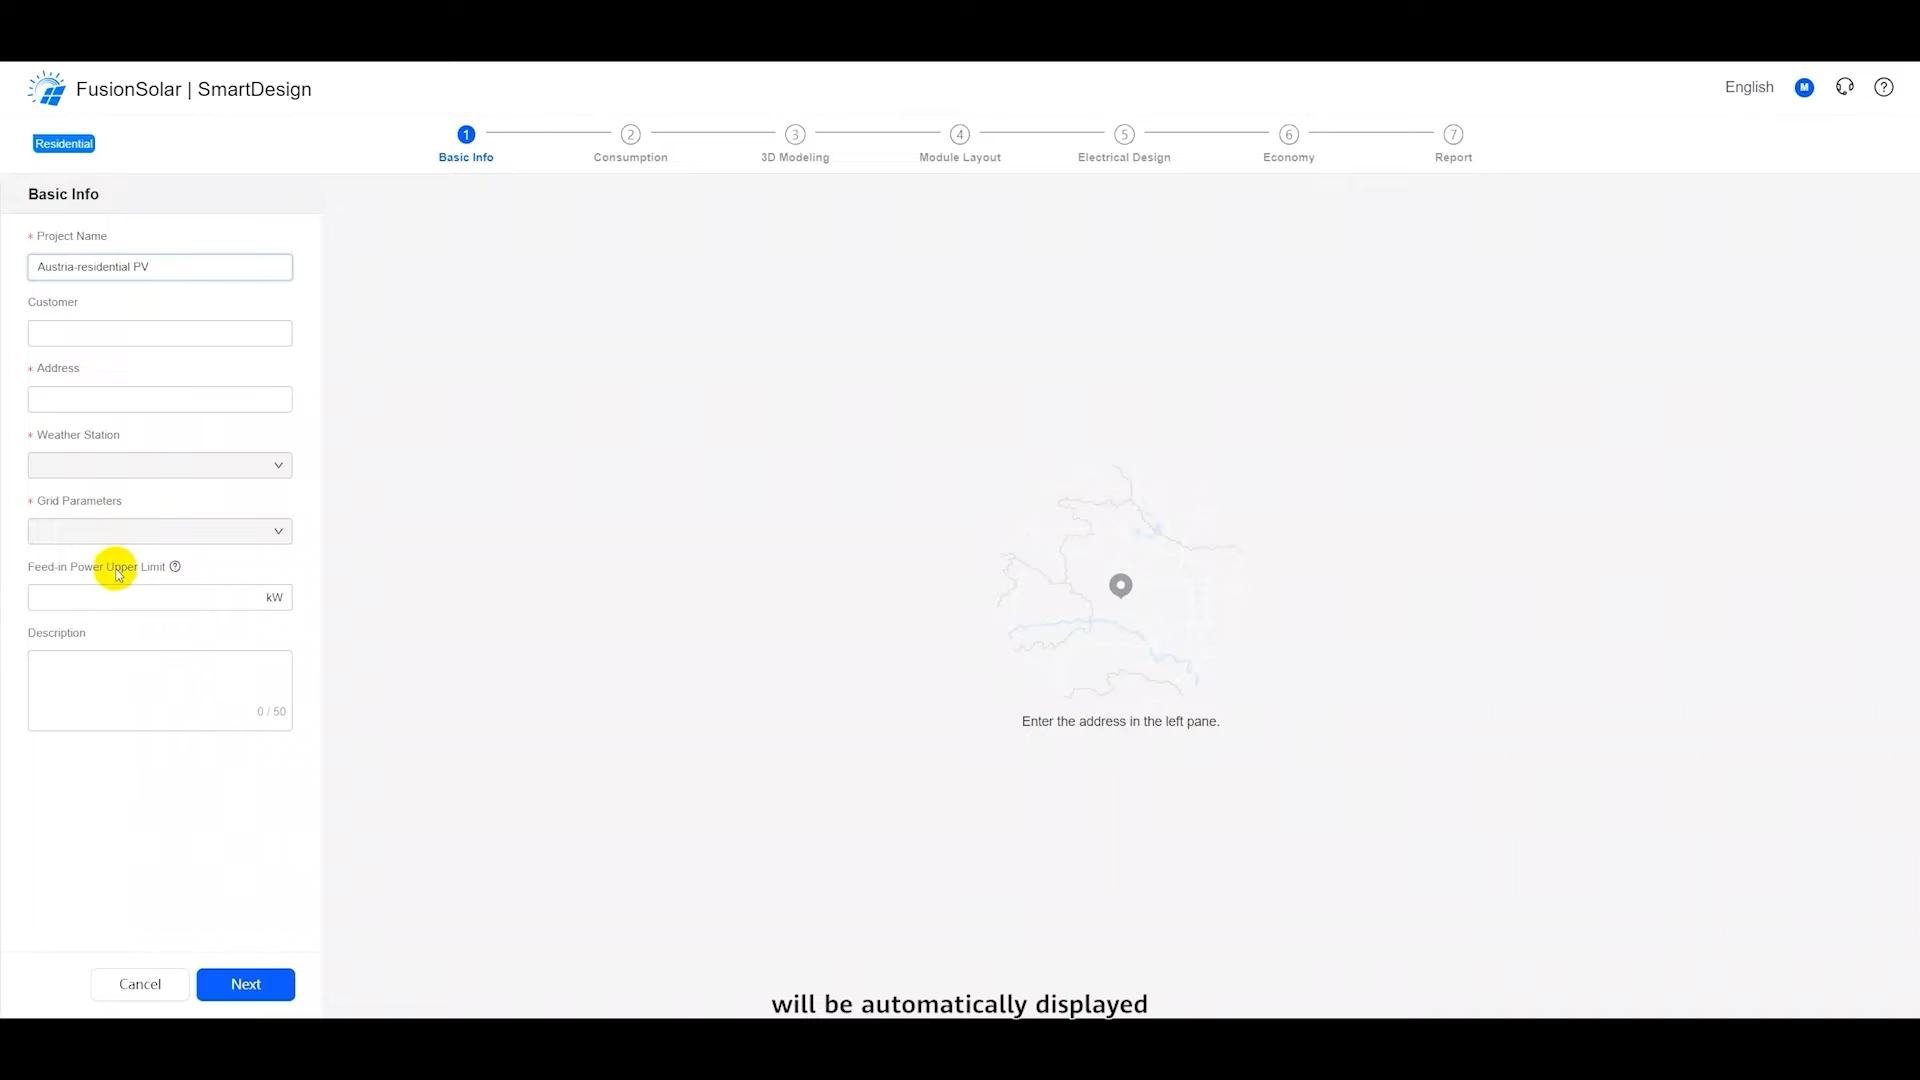 FusionSolar | SmartDesign
English
M
Residential
1
2
3
4
5
6
7
Basic Info
Consumption
3D Modeling
Module Layout
Electrical Design
Economy
Report
Basic Info
* Project Name
Austria-residential PV
Customer
* Address
* Weather Station
* Grid Parameters
Feed-in Power Upper Limit ?
kW
Description
0 / 50
Enter the address in the left pane.
Cancel
Next
will be automatically displayed